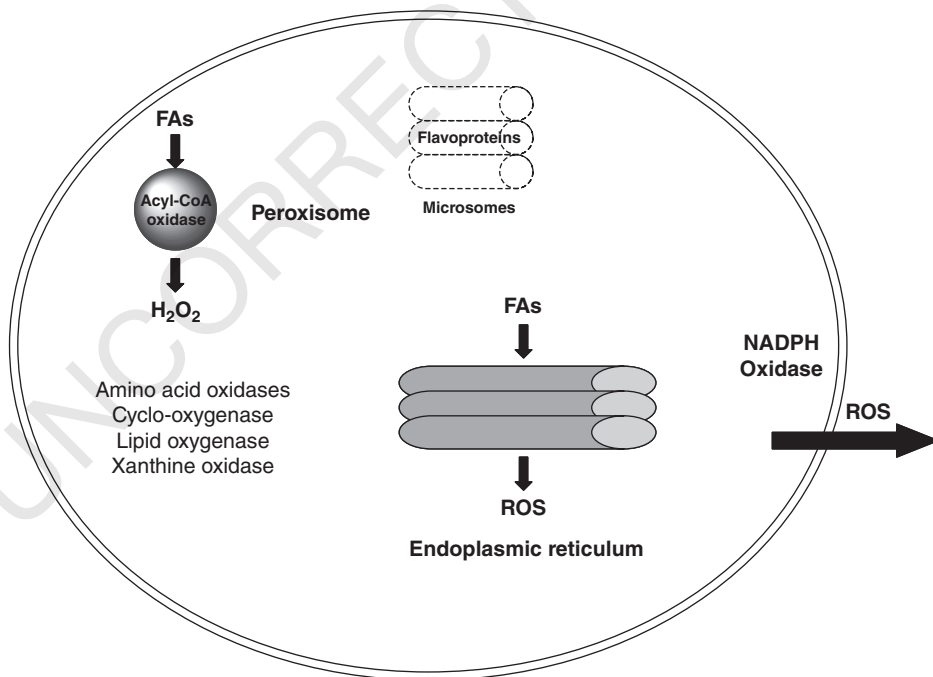 UNCORRECT
FAs
Acyl-CoA
oxidase
Peroxisome
H₂O₂
Flavoproteins
Microsomes
FAs
ROS
Endoplasmic reticulum
NADPH
Oxidase
ROS
Amino acid oxidases
Cyclo-oxygenase
Lipid oxygenase
Xanthine oxidase